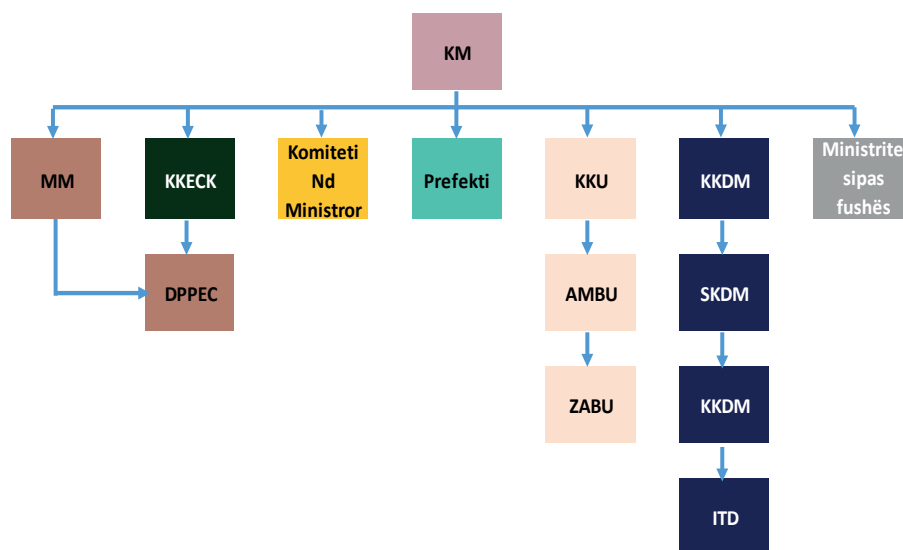 KM
MM
KKECK
Komiteti
Nd
Ministror
Prefekti
KKU
KKDM
Ministrite
sipas
fushës
DPPEC
AMBU
SKDM
ZABU
KKDM
ITD